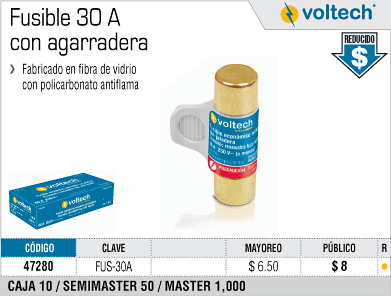 Fusible 30 A
con agarradera
voltech®
REDUCIDO
$
› Fabricado en fibra de vidrio
con policarbonato antiflama
voltech
voltech
CÓDIGO CLAVE MAYOREO PÚBLICO R
47280 FUS-30A $ 6.50 $ 8
CAJA 10 / SEMIMASTER 50 / MASTER 1,000